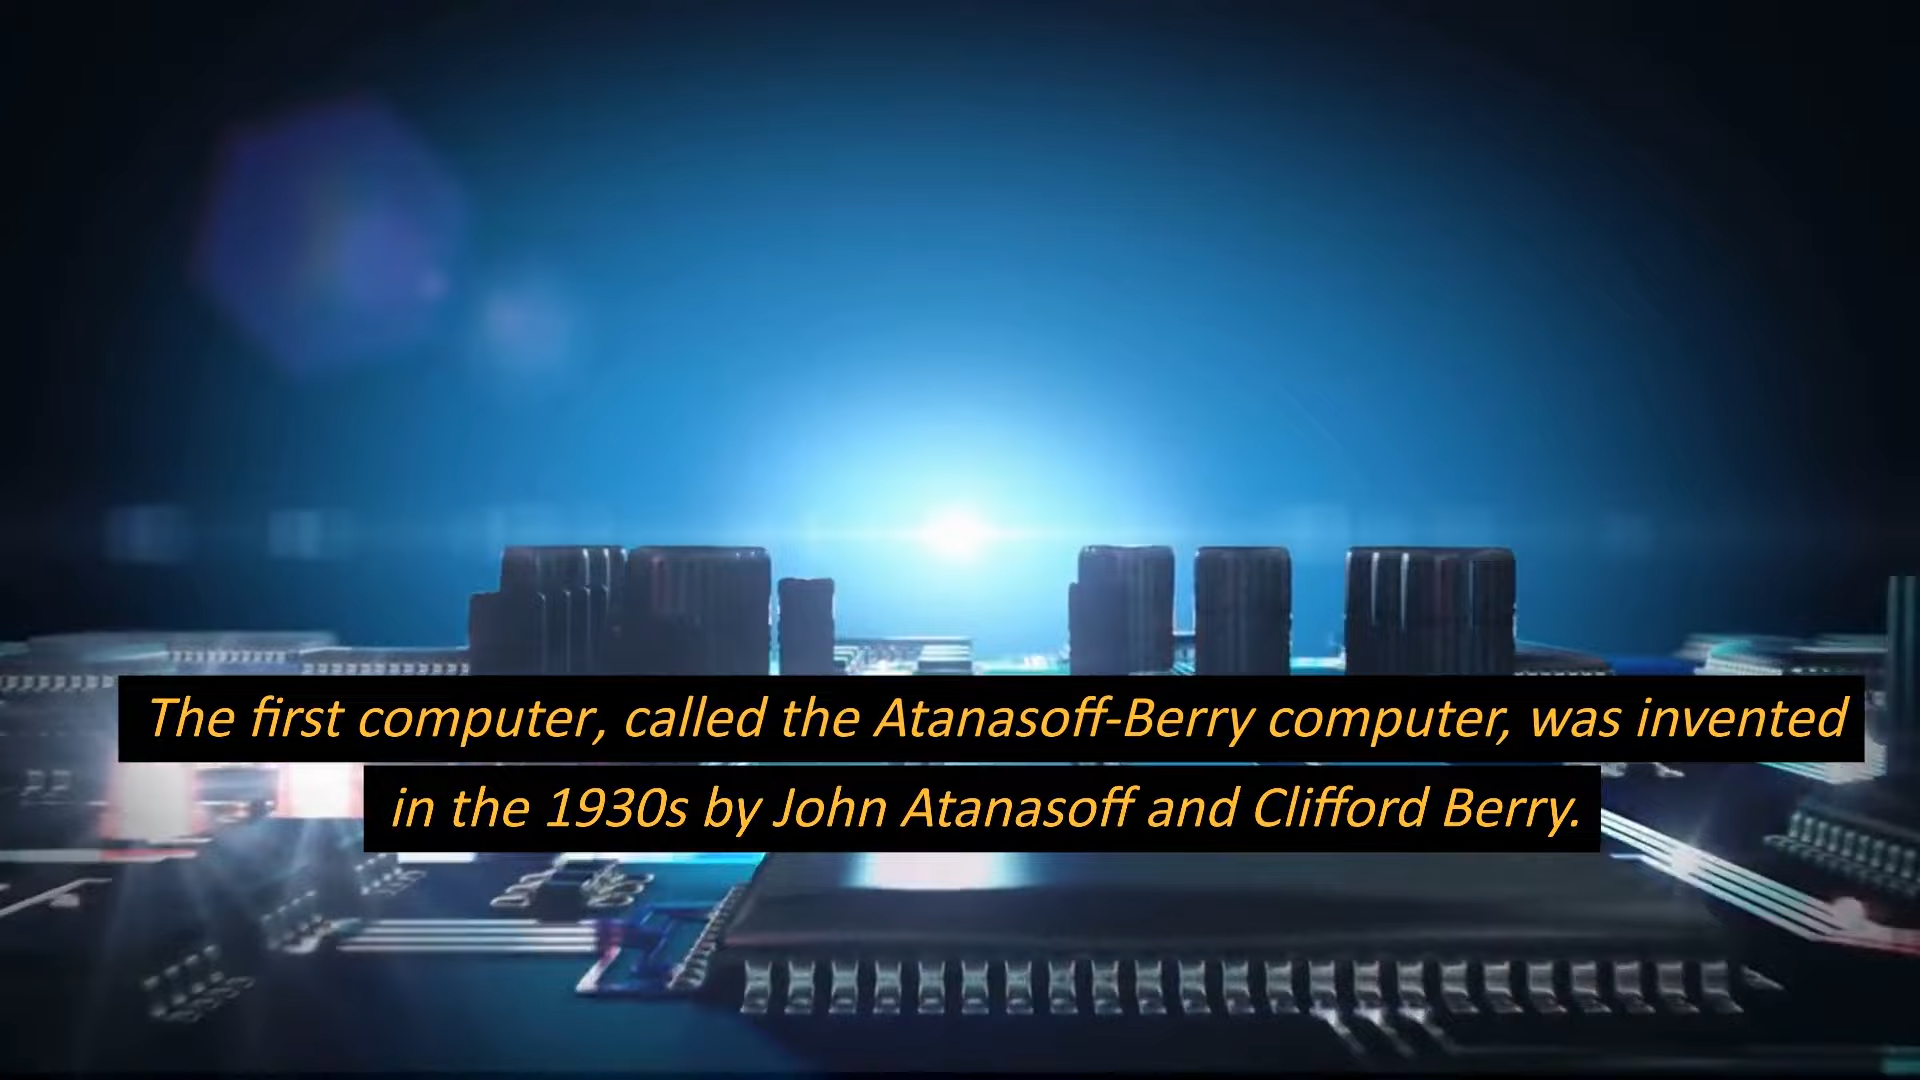 The first computer, called the Atanasoff-Berry computer, was invented
in the 1930s by John Atanasoff and Clifford Berry.